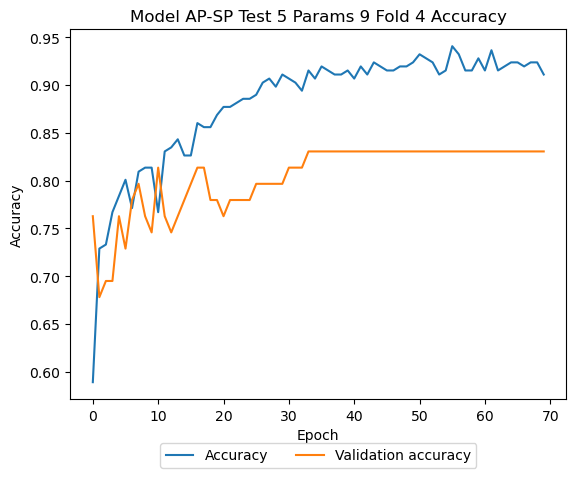 Model AP-SP Test 5 Params 9 Fold 4 Accuracy
0.95
0.90
0.85
0.80
0.75
0.70
0.65
0.60
Accuracy
0 10 20 30 40 50 60 70
Epoch
Accuracy Validation accuracy